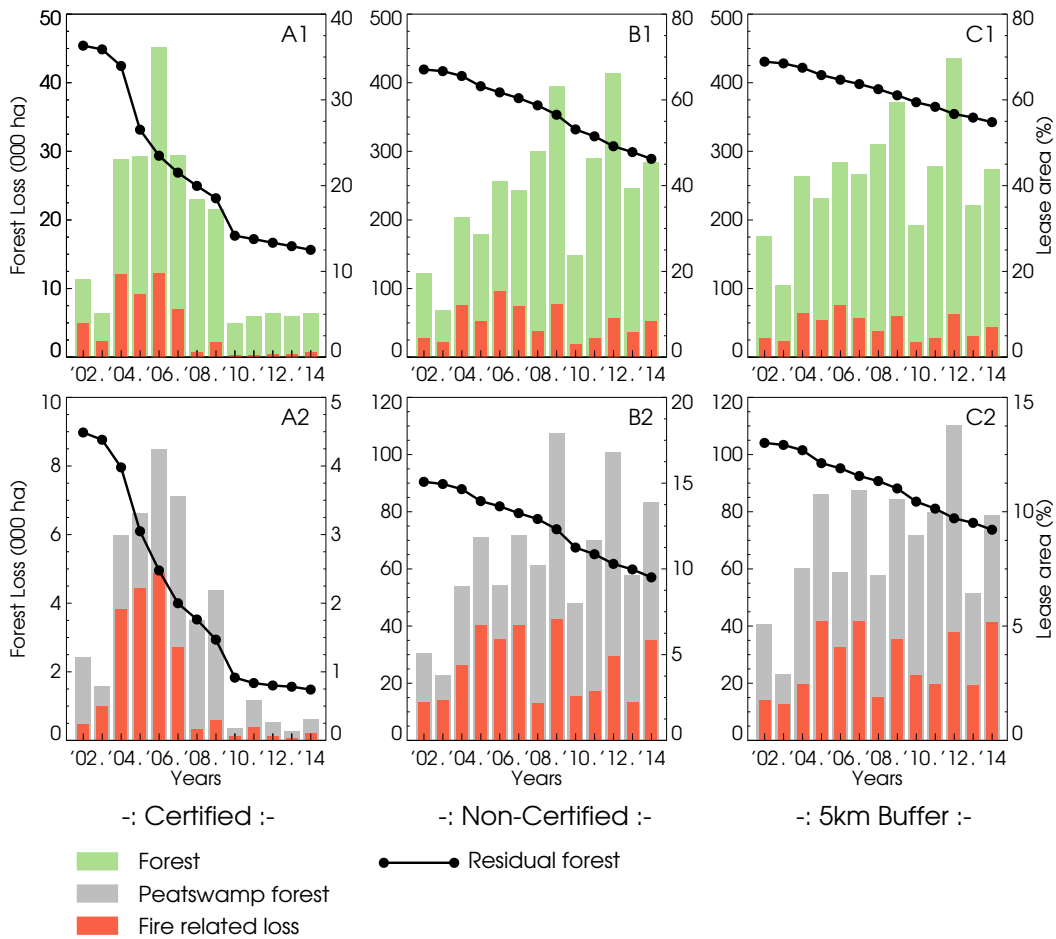 A1
B1
C1
Forest Loss (000 ha)
50
40
30
20
10
0
40
30
20
10
0
500
400
300
200
100
0
80
60
40
20
0
500
400
300
200
100
0
80
60
40
20
0
Lease area (%)
‘02. ‘04. ‘06. ‘08. ‘10. ‘12. ‘14
‘02. ‘04. ‘06. ‘08. ‘10. ‘12. ‘14
‘02. ‘04. ‘06. ‘08. ‘10. ‘12. ‘14
A2
B2
C2
Forest Loss (000 ha)
10
8
6
4
2
0
5
4
3
2
1
0
120
100
80
60
40
20
0
20
15
10
5
0
120
100
80
60
40
20
0
15
10
5
0
Lease area (%)
‘02. ‘04. ‘06. ‘08. ‘10. ‘12. ‘14
‘02. ‘04. ‘06. ‘08. ‘10. ‘12. ‘14
‘02. ‘04. ‘06. ‘08. ‘10. ‘12. ‘14
Years
Years
Years
-: Certified :-
-: Non-Certified :-
-: 5km Buffer :-
Forest
Residual forest
Peatswamp forest
Fire related loss